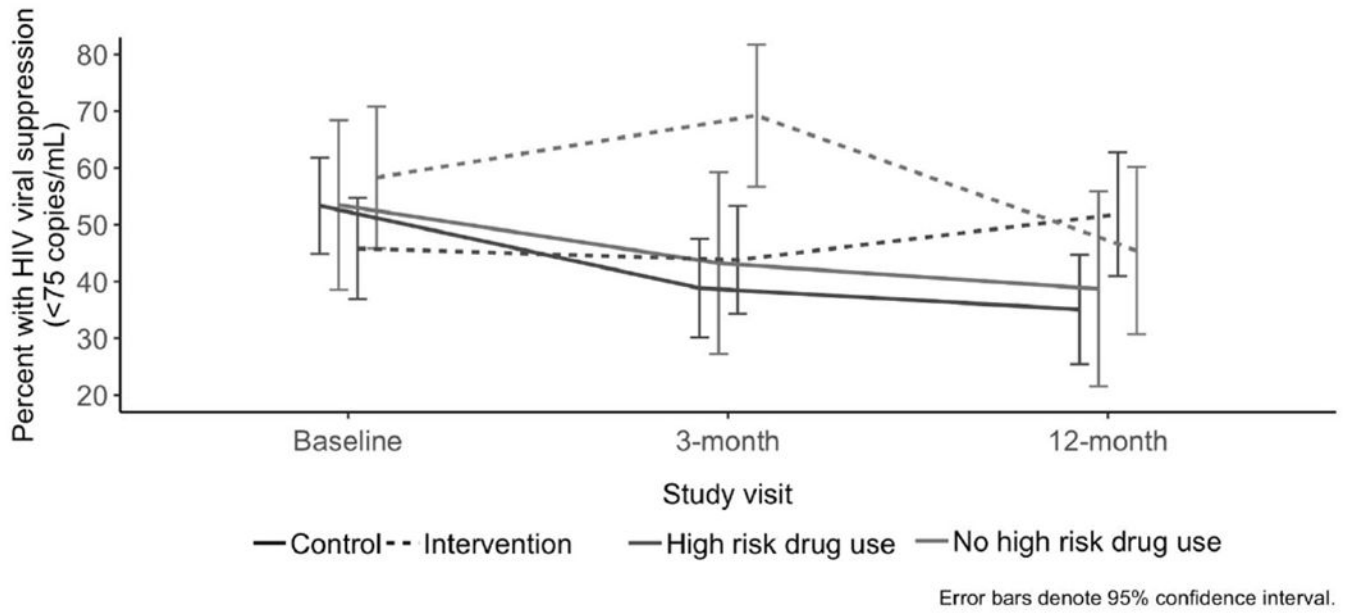 Percent with HIV viral suppression
(<75 copies/mL)
80
70
60
50
40
30
20
Baseline 3-month 12-month
Study visit
Control Intervention High risk drug use No high risk drug use
Error bars denote 95% confidence interval.